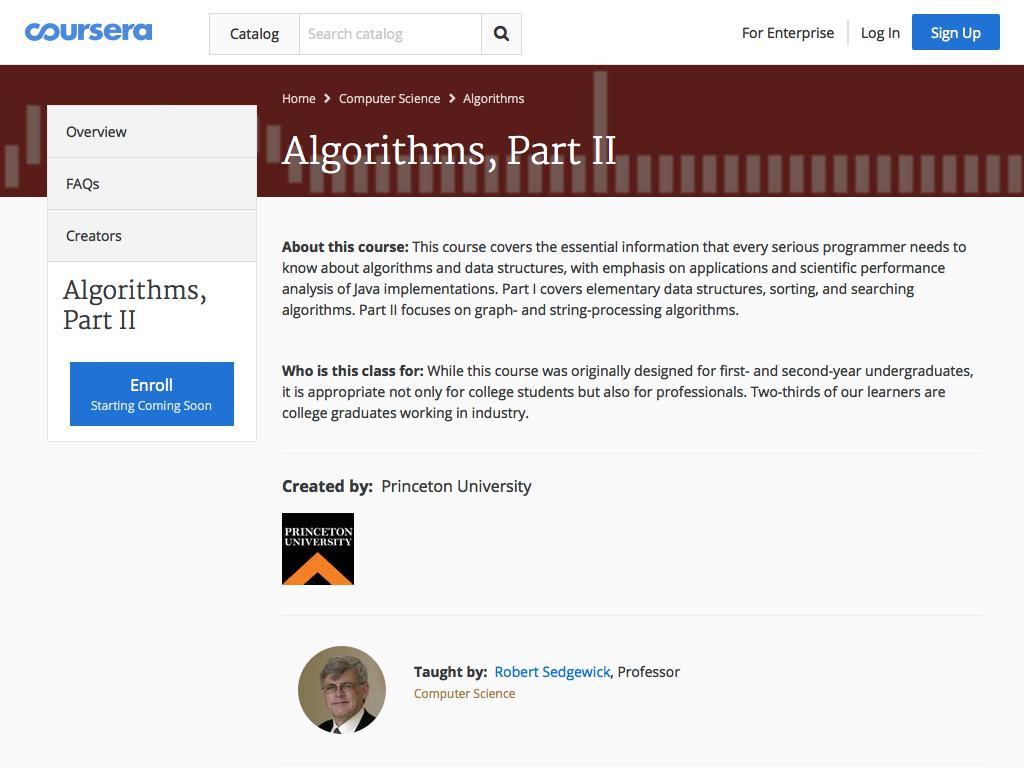 coursera
Catalog
Search catalog
For Enterprise
Log In
Sign Up
Home > Computer Science > Algorithms
Algorithms, Part II
Overview
FAQs
Creators
Algorithms,
Part II
Enroll
Starting Coming Soon
About this course: This course covers the essential information that every serious programmer needs to
know about algorithms and data structures, with emphasis on applications and scientific performance
analysis of Java implementations. Part I covers elementary data structures, sorting, and searching
algorithms. Part II focuses on graph- and string-processing algorithms.
Who is this class for: While this course was originally designed for first- and second-year undergraduates,
it is appropriate not only for college students but also for professionals. Two-thirds of our learners are
college graduates working in industry.
Created by: Princeton University
PRINCETON
UNIVERSITY
Taught by: Robert Sedgewick, Professor
Computer Science